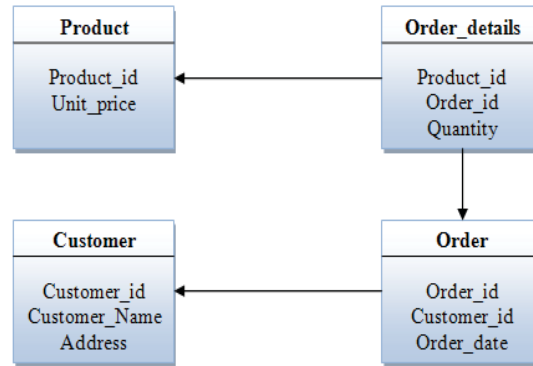 Product
Product_id
Unit_price
Order_details
Product_id
Order_id
Quantity
Customer
Customer_id
Customer_Name
Address
Order
Order_id
Customer_id
Order_date